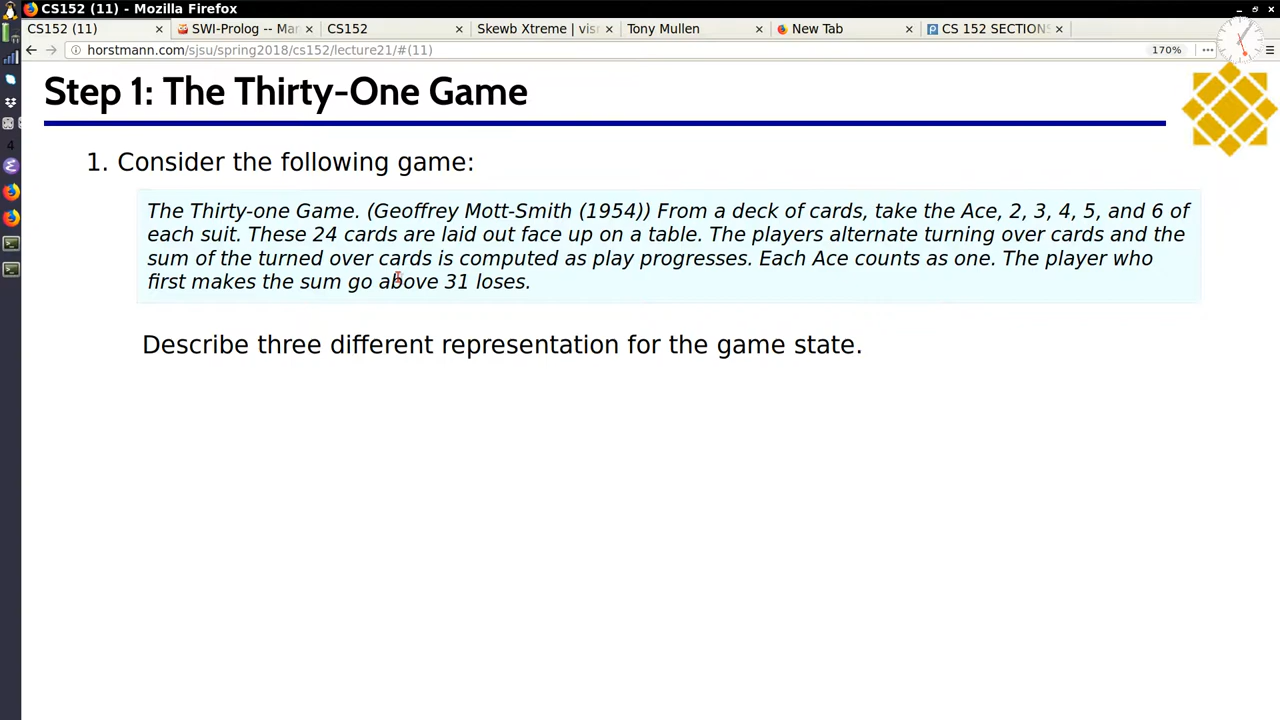 CS152 (11) - Mozilla Firefox
CS152 (11) × SWI-Prolog -- Mar × CS152 × Skewb Xtreme | visr × Tony Mullen × New Tab × CS 152 SECTIONS ×
horstmann.com/sjsu/spring2018/cs152/lecture21/#(11) 170%
Step 1: The Thirty-One Game
1. Consider the following game:
The Thirty-one Game. (Geoffrey Mott-Smith (1954)) From a deck of cards, take the Ace, 2, 3, 4, 5, and 6 of
each suit. These 24 cards are laid out face up on a table. The players alternate turning over cards and the
sum of the turned over cards is computed as play progresses. Each Ace counts as one. The player who
first makes the sum go above 31 loses.
Describe three different representation for the game state.
4